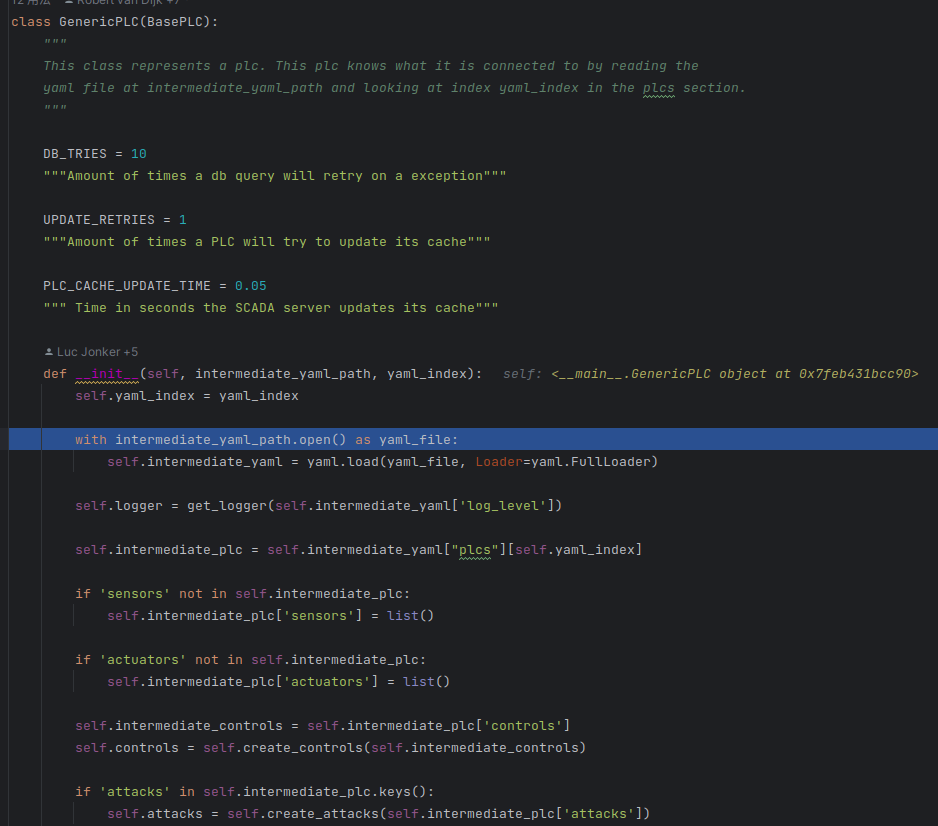 12 用法 Robert van Dijk +7
class GenericPLC(BasePLC):
"""
This class represents a plc. This plc knows what it is connected to by reading the
yaml file at intermediate_yaml_path and looking at index yaml_index in the plcs section.
"""
DB_TRIES = 10
"""Amount of times a db query will retry on a exception"""
UPDATE_RETRIES = 1
"""Amount of times a PLC will try to update its cache"""
PLC_CACHE_UPDATE_TIME = 0.05
""" Time in seconds the SCADA server updates its cache"""
Luc Jonker +5
def __init__(self, intermediate_yaml_path, yaml_index): self: <__main__.GenericPLC object at 0x7feb431bcc90>
self.yaml_index = yaml_index
with intermediate_yaml_path.open() as yaml_file:
self.intermediate_yaml = yaml.load(yaml_file, Loader=yaml.FullLoader)
self.logger = get_logger(self.intermediate_yaml['log_level'])
self.intermediate_plc = self.intermediate_yaml["plcs"][self.yaml_index]
if 'sensors' not in self.intermediate_plc:
self.intermediate_plc['sensors'] = list()
if 'actuators' not in self.intermediate_plc:
self.intermediate_plc['actuators'] = list()
self.intermediate_controls = self.intermediate_plc['controls']
self.controls = self.create_controls(self.intermediate_controls)
if 'attacks' in self.intermediate_plc.keys():
self.attacks = self.create_attacks(self.intermediate_plc['attacks'])